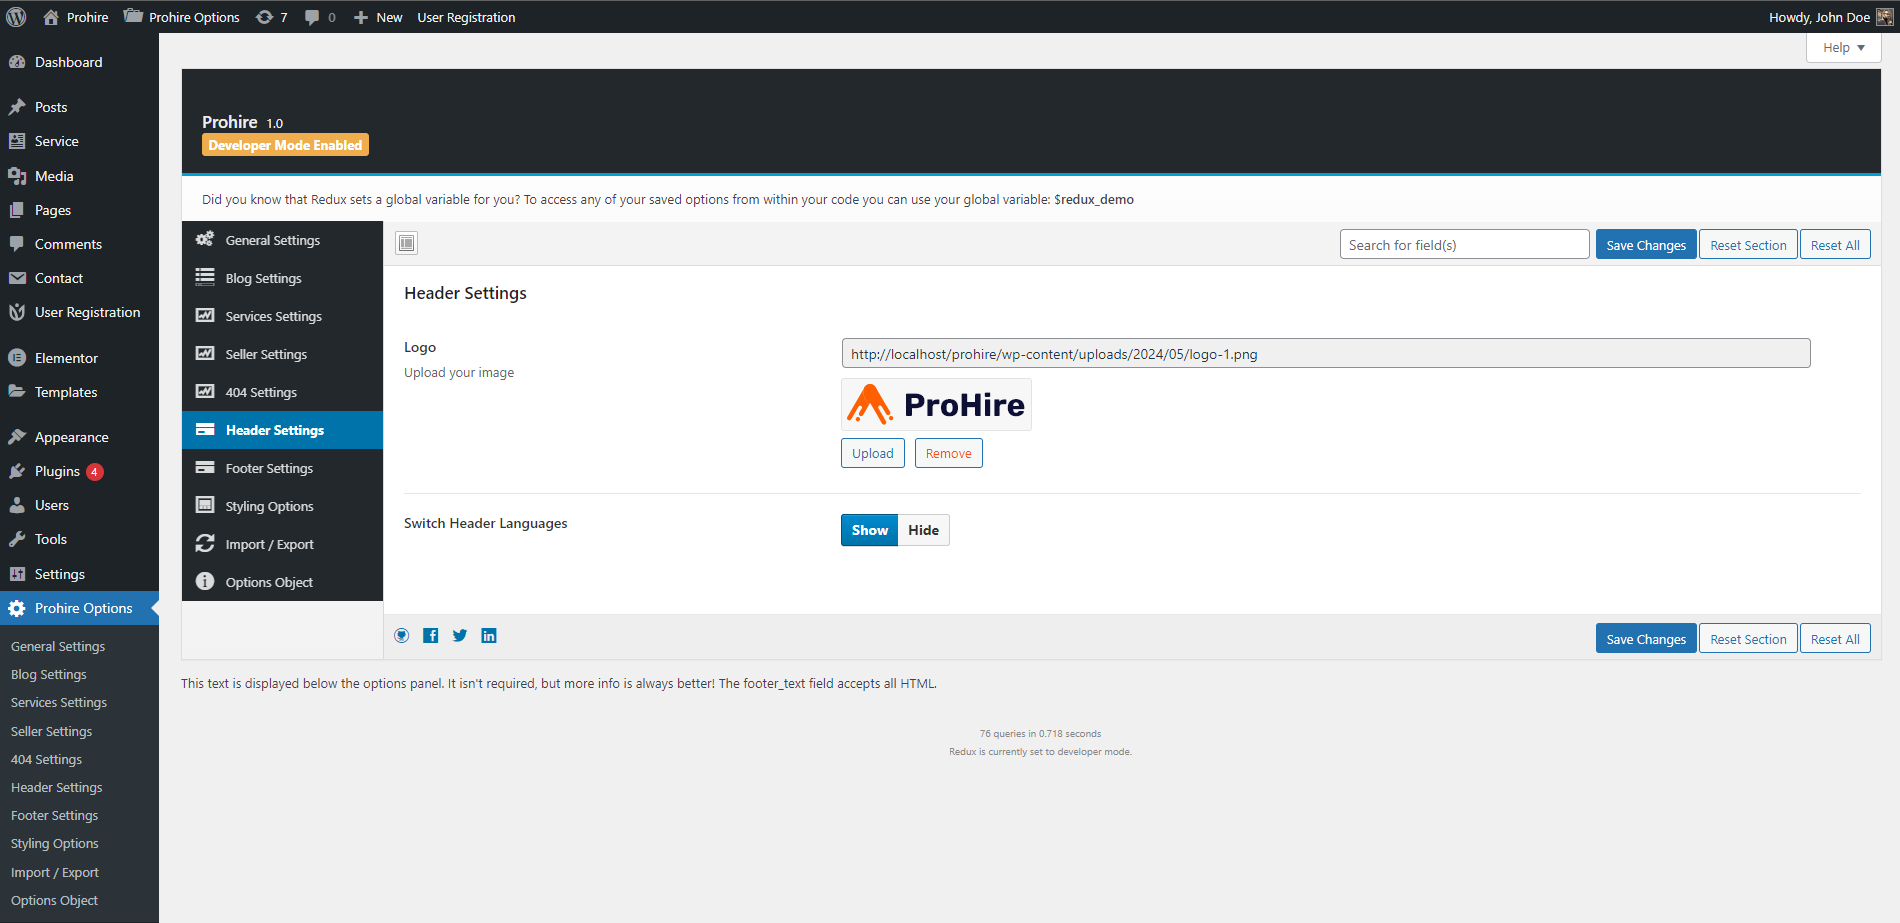 Prohire
Prohire Options
7
0
New
User Registration
Howdy, John Doe
Help
Dashboard
Posts
Service
Media
Pages
Comments
Contact
User Registration
Elementor
Templates
Appearance
Plugins 4
Users
Tools
Settings
Prohire Options
General Settings
Blog Settings
Services Settings
Seller Settings
404 Settings
Header Settings
Footer Settings
Styling Options
Import / Export
Options Object
Prohire 1.0
Developer Mode Enabled
Did you know that Redux sets a global variable for you? To access any of your saved options from within your code you can use your global variable: $redux_demo
General Settings
Blog Settings
Services Settings
Seller Settings
404 Settings
Header Settings
Footer Settings
Styling Options
Import / Export
Options Object
Search for field(s)
Save Changes
Reset Section
Reset All
Header Settings
Logo
Upload your image
http://localhost/prohire/wp-content/uploads/2024/05/logo-1.png
ProHire
Upload
Remove
Switch Header Languages
Show
Hide
Save Changes
Reset Section
Reset All
This text is displayed below the options panel. It isn't required, but more info is always better! The footer_text field accepts all HTML.
76 queries in 0.718 seconds
Redux is currently set to developer mode.